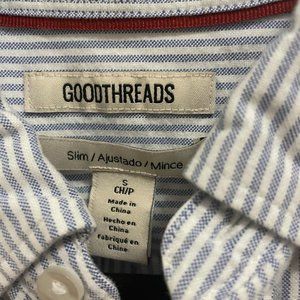 GOODTHREADS
Slim / Ajustado / Mince
S
CH/P
Made in
China
Hecho en
China
Fabriqué en
Chine